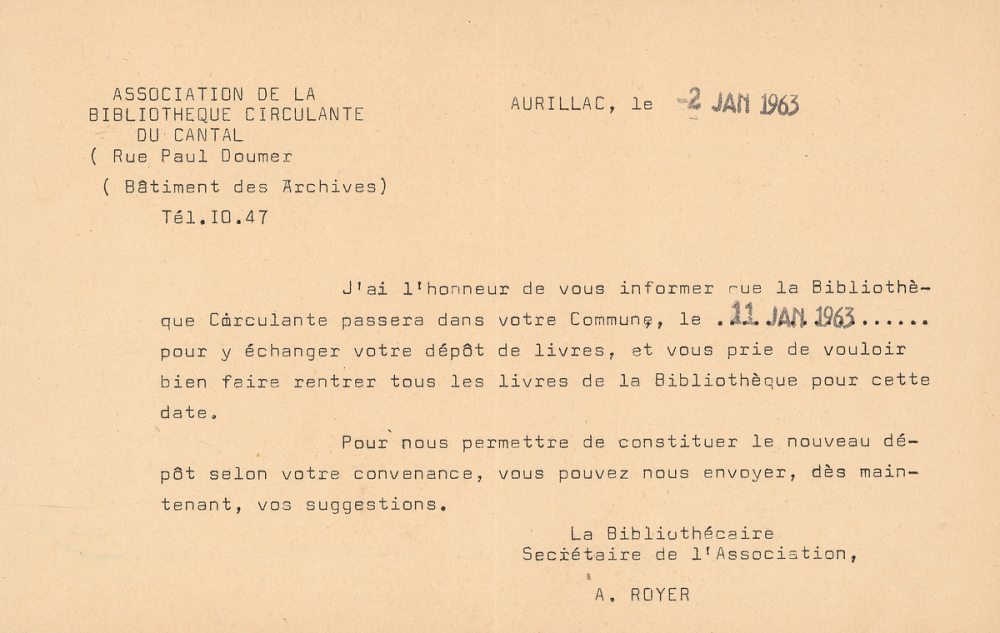 ASSOCIATION DE LA
BIBLIOTHEQUE CIRCULANTE
DU CANTAL
( Rue Paul Doumer
( Bâtiment des Archives)
Tél.IO.47
AURILLAC, le -2 JAN 1963
J'ai l'honneur de vous informer que la Bibliothè-
que Circulante passera dans votre Commune, le .11 JAN 1963......
pour y échanger votre dépôt de livres, et vous prie de vouloir
bien faire rentrer tous les livres de la Bibliothèque pour cette
date.
Pour nous permettre de constituer le nouveau dé-
pôt selon votre convenance, vous pouvez nous envoyer, dès main-
tenant, vos suggestions.
La Bibliothécaire
Secrétaire de l'Association,
A. ROYER